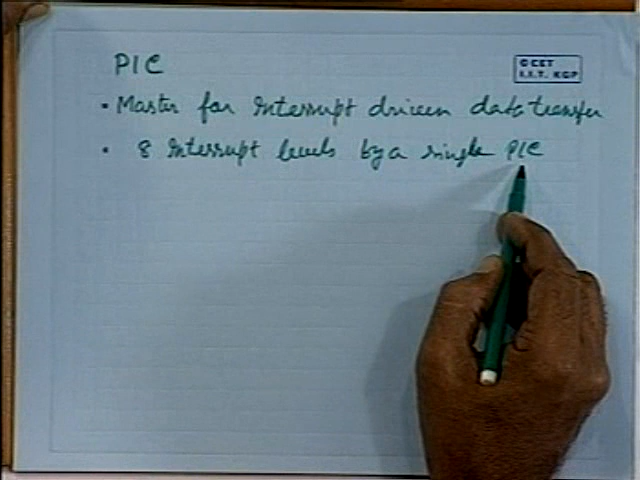 PIC
© CET
I.I.T. KGP
• Master for Interrupt driven data transfer
• 8 Interrupt levels by a single PIC